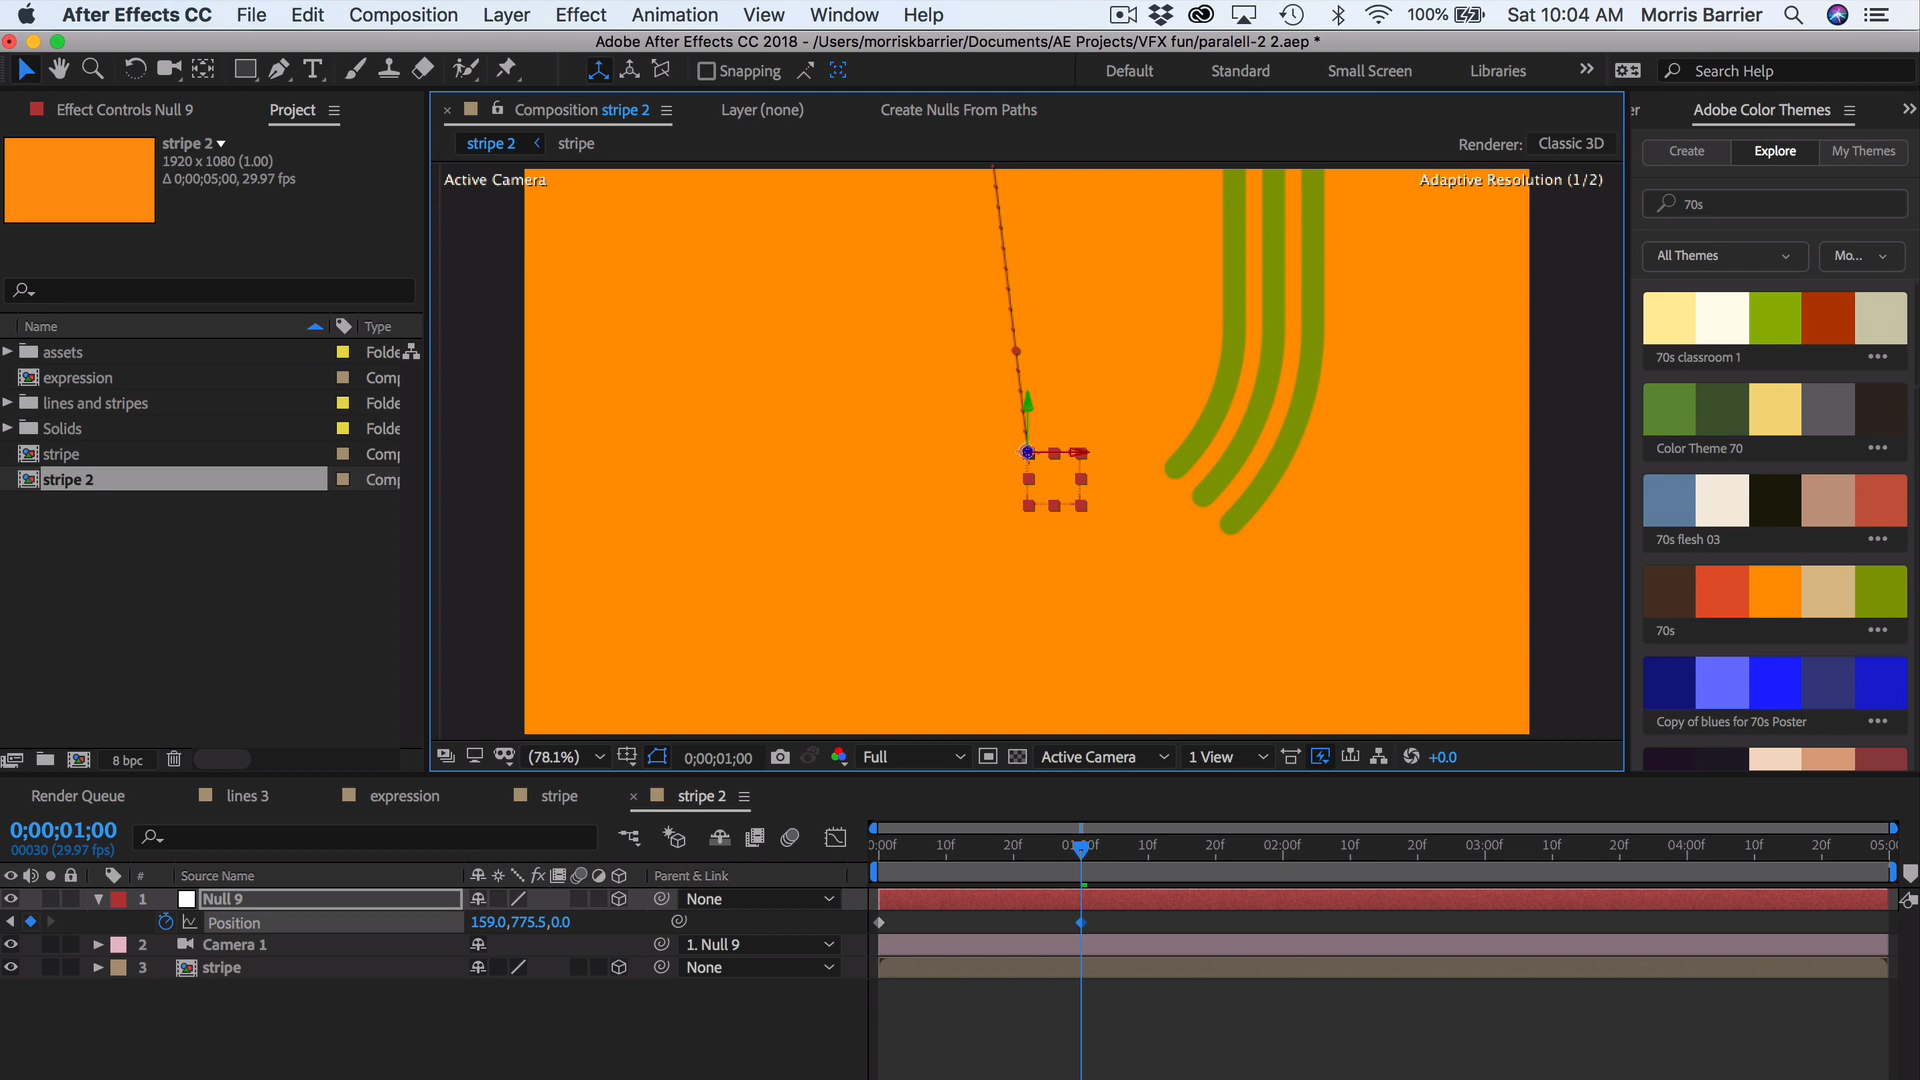 After Effects CC File Edit Composition Layer Effect Animation View Window Help 100% Sat 10:04 AM Morris Barrier
Adobe After Effects CC 2018 - /Users/morriskbarrier/Documents/AE Projects/VFX fun/paralell-2 2.aep *
Snapping Default Standard Small Screen Libraries Search Help
Effect Controls Null 9 Project
Composition stripe 2 Layer (none) Create Nulls From Paths
er Adobe Color Themes
stripe 2
1920 x 1080 (1.00)
Δ 0;00;05;00, 29.97 fps
stripe 2 stripe
Renderer: Classic 3D
Active Camera
Adaptive Resolution (1/2)
Create Explore My Themes
70s
All Themes Mo...
Name Type
assets Folde
expression Comp
lines and stripes Folde
Solids Folde
stripe Comp
stripe 2 Comp
70s classroom 1
Color Theme 70
70s flesh 03
70s
Copy of blues for 70s Poster
8 bpc
(78.1%) 0;00;01;00 Full Active Camera 1 View +0.0
Render Queue lines 3 expression stripe stripe 2
0;00;01;00
00030 (29.97 fps)
0:00f 10f 20f 01:00f 10f 20f 02:00f 10f 20f 03:00f 10f 20f 04:00f 10f 20f 05:0
# Source Name fx Parent & Link
1 Null 9 None
Position 159.0,775.5,0.0
2 Camera 1 1. Null 9
3 stripe None